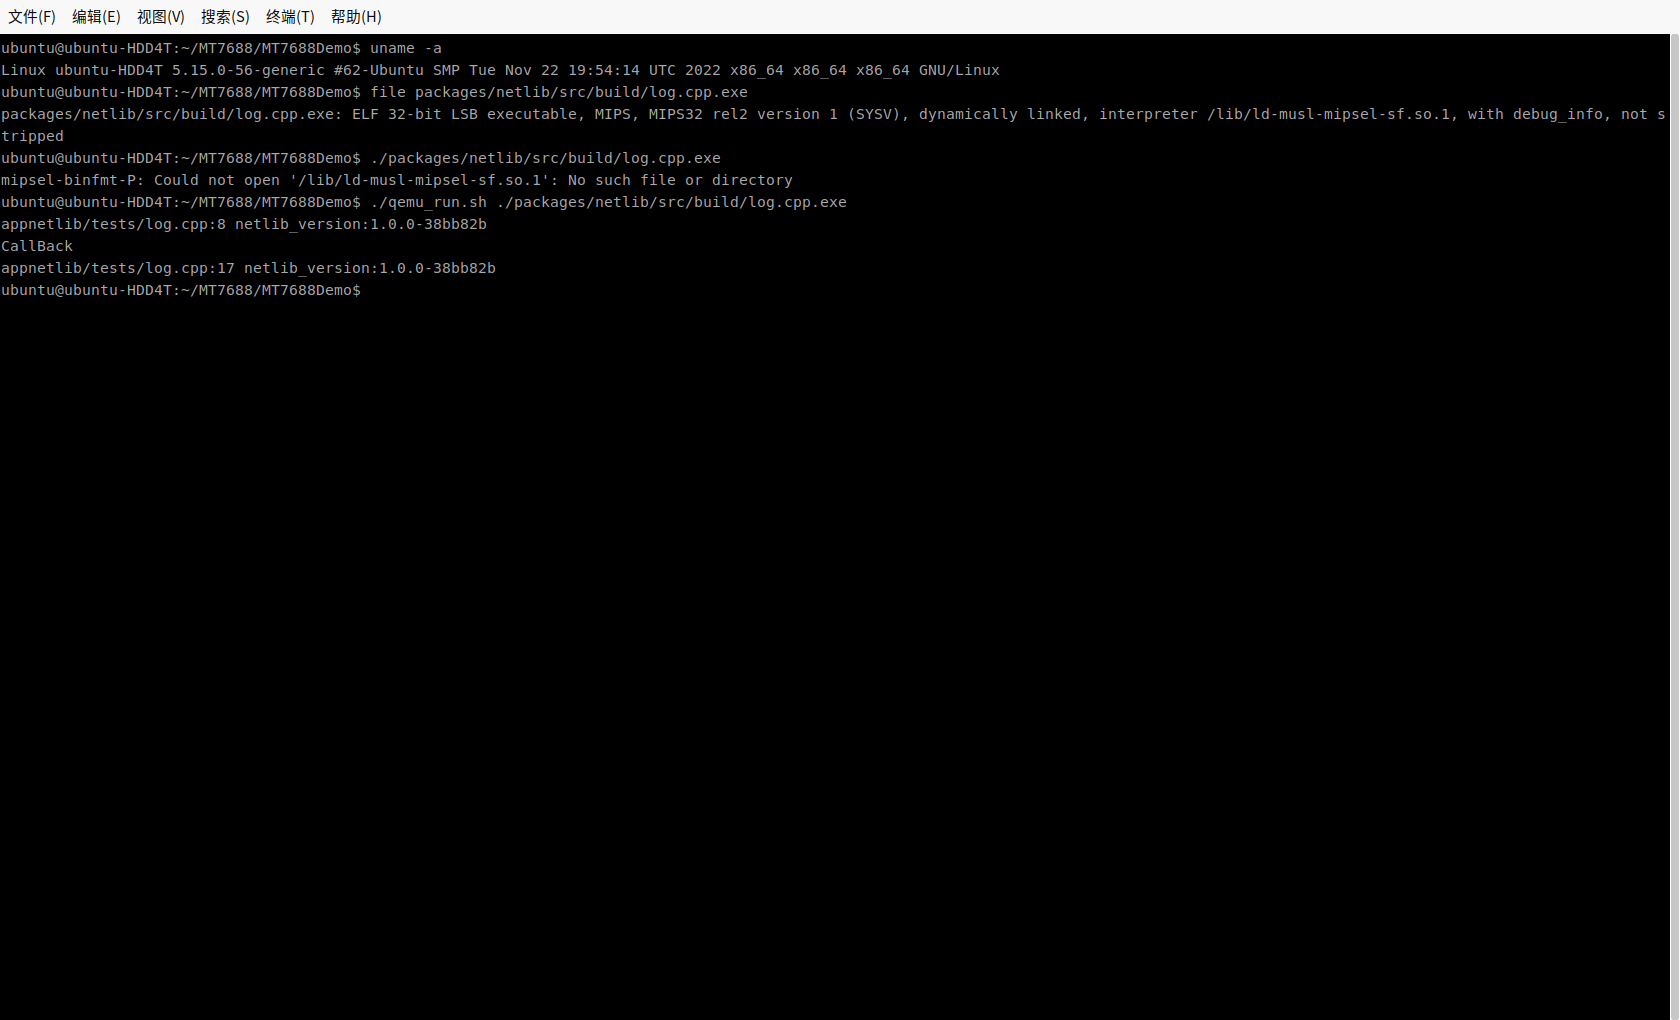 文件(F) 编辑(E) 视图(V) 搜索(S) 终端(T) 帮助(H)
ubuntu@ubuntu-HDD4T:~/MT7688/MT7688Demo$ uname -a
Linux ubuntu-HDD4T 5.15.0-56-generic #62-Ubuntu SMP Tue Nov 22 19:54:14 UTC 2022 x86_64 x86_64 x86_64 GNU/Linux
ubuntu@ubuntu-HDD4T:~/MT7688/MT7688Demo$ file packages/netlib/src/build/log.cpp.exe
packages/netlib/src/build/log.cpp.exe: ELF 32-bit LSB executable, MIPS, MIPS32 rel2 version 1 (SYSV), dynamically linked, interpreter /lib/ld-musl-mipsel-sf.so.1, with debug_info, not s
tripped
ubuntu@ubuntu-HDD4T:~/MT7688/MT7688Demo$ ./packages/netlib/src/build/log.cpp.exe
mipsel-binfmt-P: Could not open '/lib/ld-musl-mipsel-sf.so.1': No such file or directory
ubuntu@ubuntu-HDD4T:~/MT7688/MT7688Demo$ ./qemu_run.sh ./packages/netlib/src/build/log.cpp.exe
appnetlib/tests/log.cpp:8 netlib_version:1.0.0-38bb82b
CallBack
appnetlib/tests/log.cpp:17 netlib_version:1.0.0-38bb82b
ubuntu@ubuntu-HDD4T:~/MT7688/MT7688Demo$